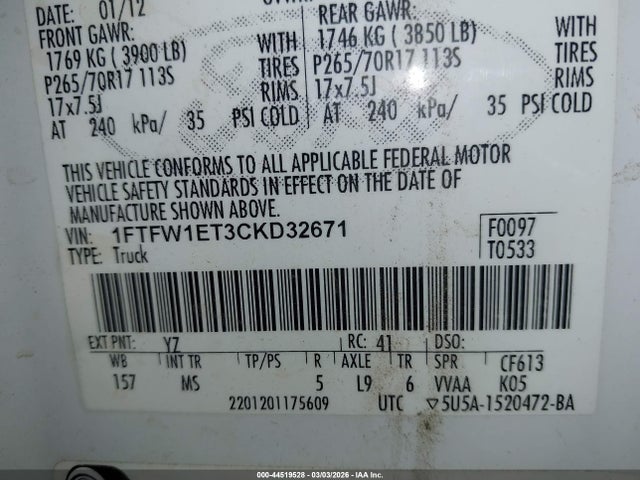 DATE: 01/12
FRONT GAWR: REAR GAWR: WITH
1769 KG ( 3900 LB) WITH 1746 KG ( 3850 LB) TIRES
P265/70R17 113S TIRES P265/70R17 113S RIMS
17x7.5J RIMS 17x7.5J
AT 240 kPa/ 35 PSI COLD AT 240 kPa/ 35 PSI COLD
THIS VEHICLE CONFORMS TO ALL APPLICABLE FEDERAL MOTOR
VEHICLE SAFETY STANDARDS IN EFFECT ON THE DATE OF
MANUFACTURE SHOWN ABOVE.
VIN: 1FTFW1ET3CKD32671 F0097
TYPE: Truck T0533
EXT PNT: YZ RC: 41 DSO:
WB INT TR TP/PS R AXLE TR SPR CF613
157 MS 5 L9 6 VVAA K05
2201201175609 UTC ▽5U5A-1520472-BA
000-44519528 - 03/03/2026 - IAA Inc.